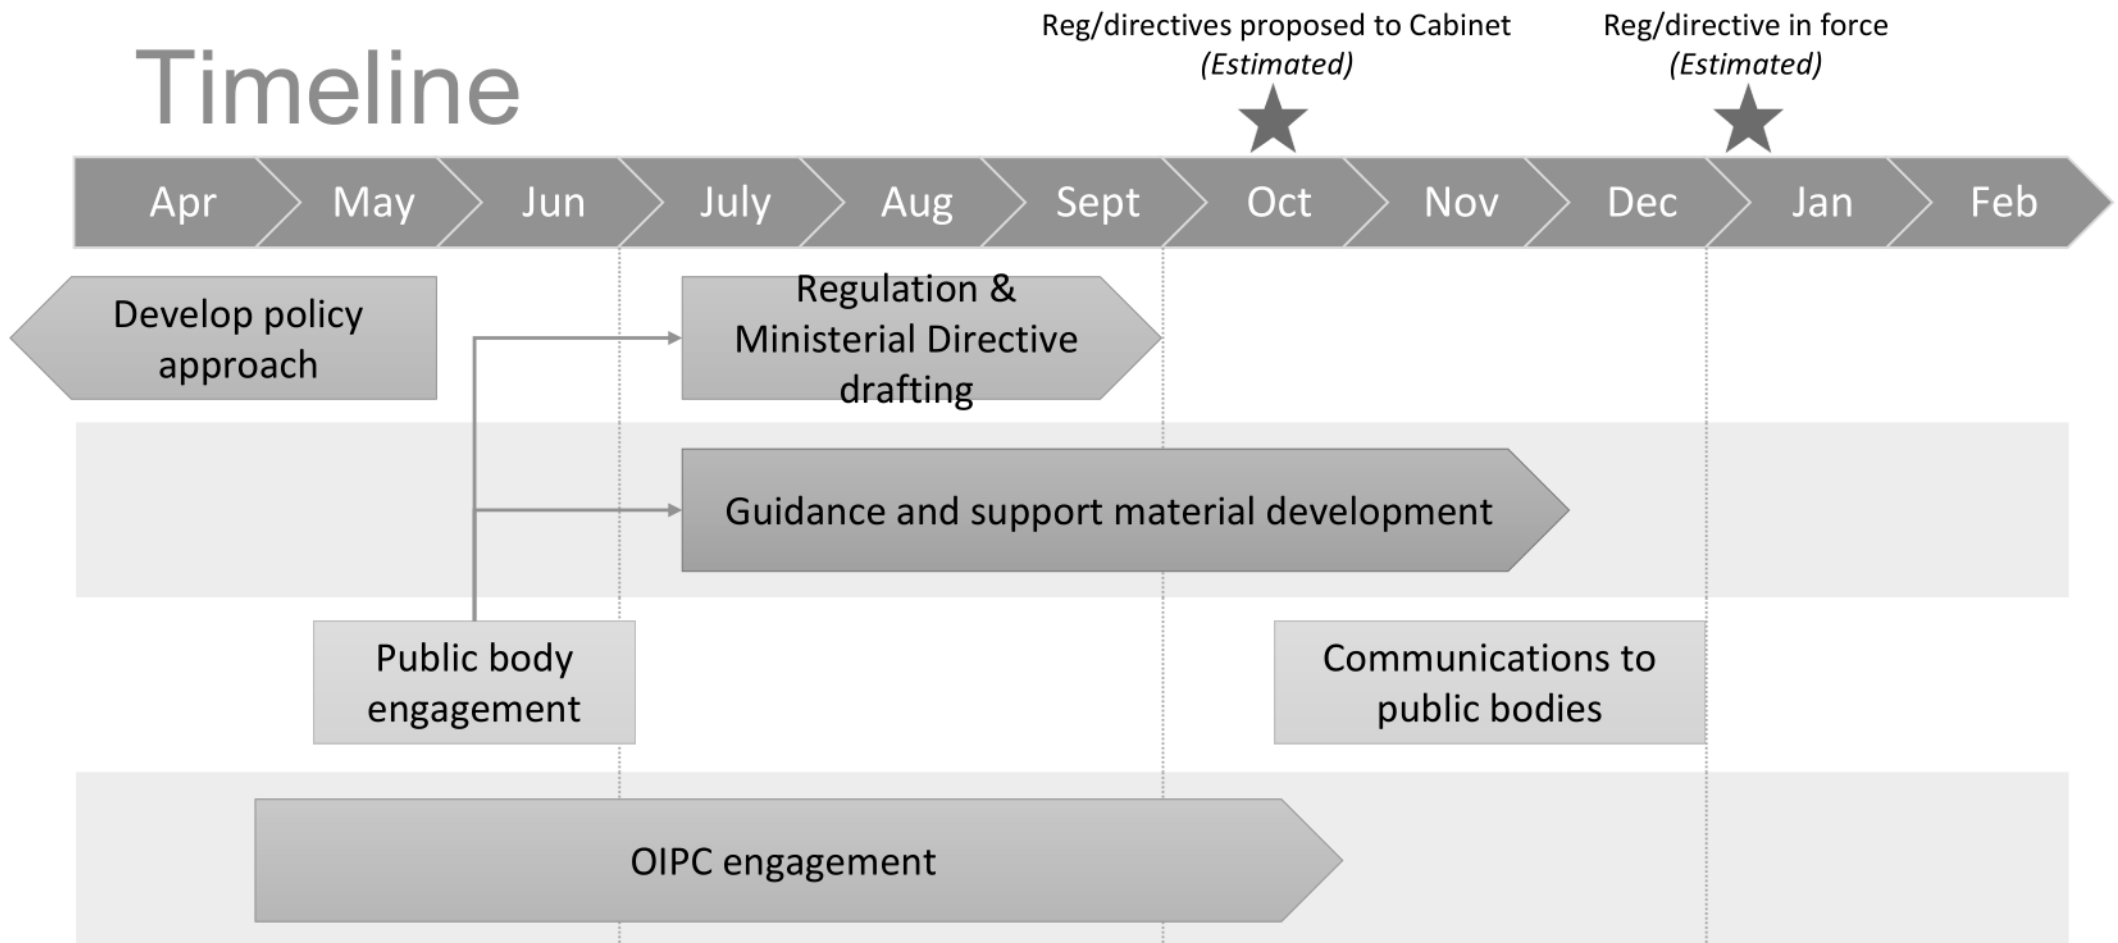 Timeline
Reg/directives proposed to Cabinet
(Estimated)
Reg/directive in force
(Estimated)
Apr
May
Jun
July
Aug
Sept
Oct
Nov
Dec
Jan
Feb
Develop policy
approach
Regulation &
Ministerial Directive
drafting
Guidance and support material development
Public body
engagement
Communications to
public bodies
OIPC engagement